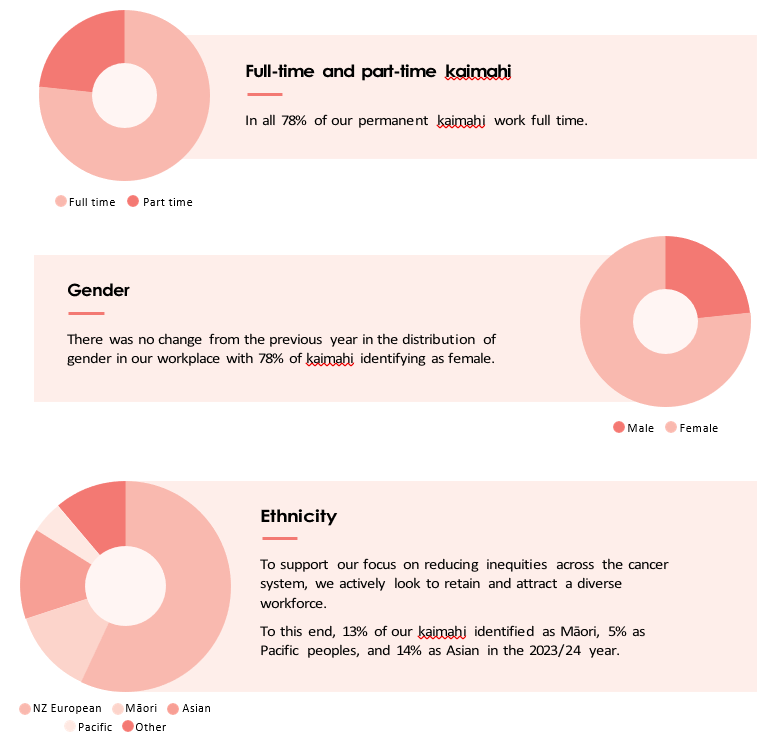 Full-time and part-time kaimahi
In all 78% of our permanent kaimahi work full time.
Full time Part time
Gender
There was no change from the previous year in the distribution of
gender in our workplace with 78% of kaimahi identifying as female.
Male Female
Ethnicity
To support our focus on reducing inequities across the cancer
system, we actively look to retain and attract a diverse
workforce.
To this end, 13% of our kaimahi identified as Māori, 5% as
Pacific peoples, and 14% as Asian in the 2023/24 year.
NZ European Māori Asian
Pacific Other